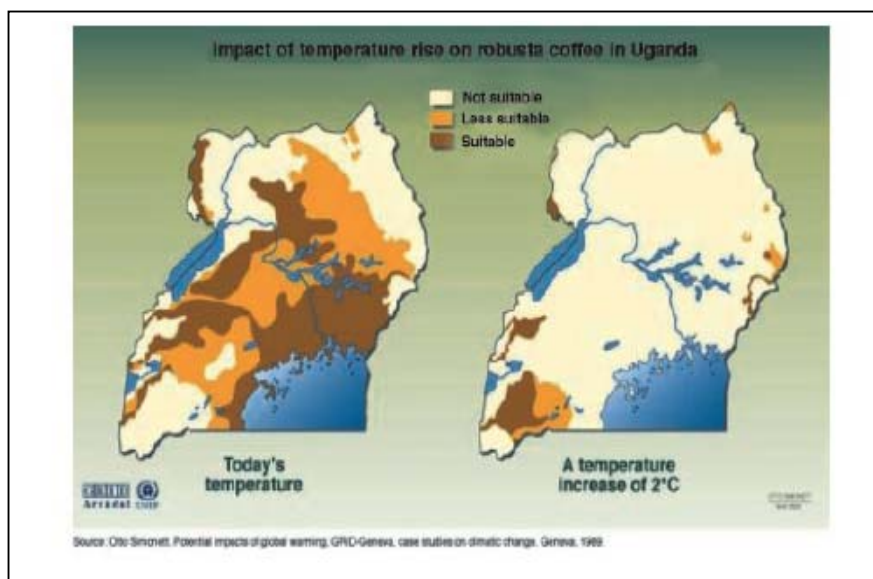 Impact of temperature rise on robusta coffee in Uganda
Not suitable
Less suitable
Suitable
Today's
temperature
A temperature
increase of 2°C
Arendal UNEP
Source: Otto Simonett, Potential impacts of global warming, GRID-Geneva, case studies on climatic change. Geneva, 1989.